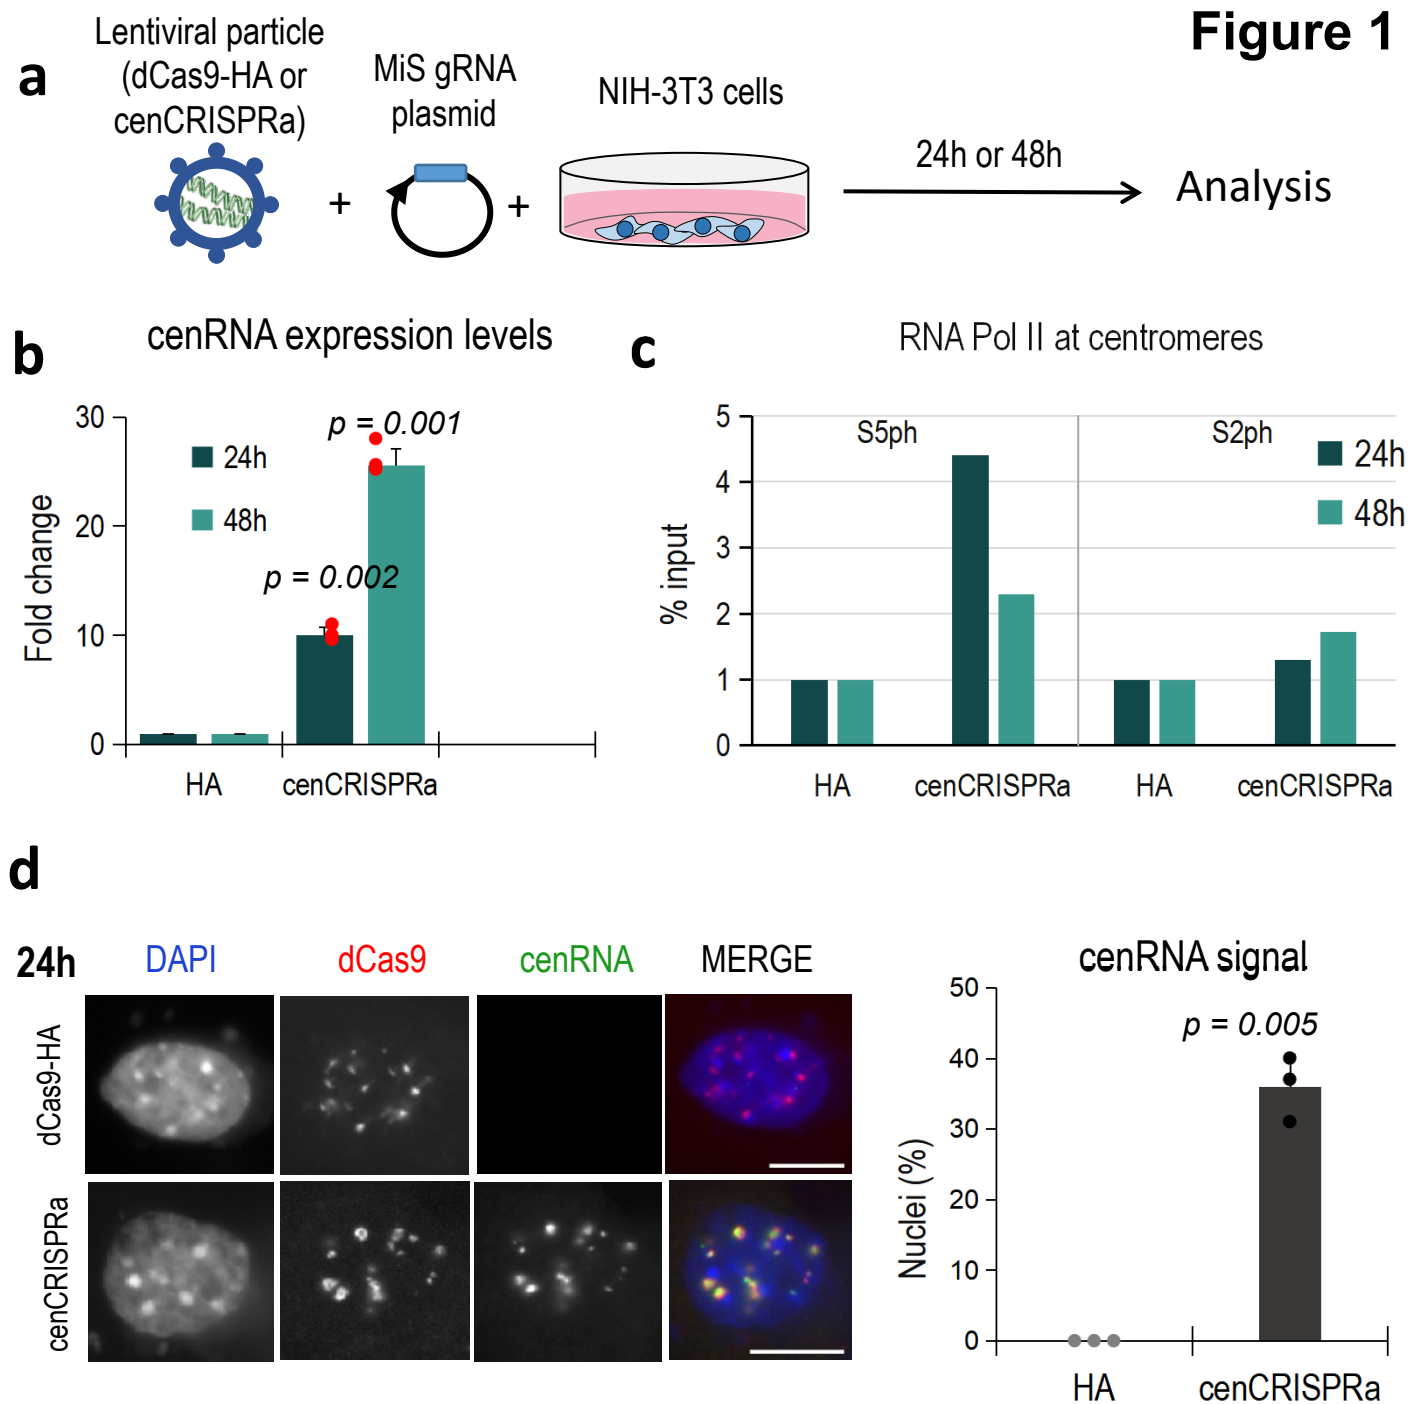 Figure 1
a
Lentiviral particle
(dCas9-HA or
cenCRISPRa)
+
MiS gRNA
plasmid
+
NIH-3T3 cells
24h or 48h
Analysis
b
cenRNA expression levels
Fold change
30
20
10
0
24h
48h
p = 0.001
p = 0.002
HA
cenCRISPRa
c
RNA Pol II at centromeres
% input
5
4
3
2
1
0
S5ph
S2ph
24h
48h
HA
cenCRISPRa
HA
cenCRISPRa
d
24h
DAPI
dCas9
cenRNA
MERGE
dCas9-HA
cenCRISPRa
cenRNA signal
Nuclei (%)
50
40
30
20
10
0
p = 0.005
HA
cenCRISPRa